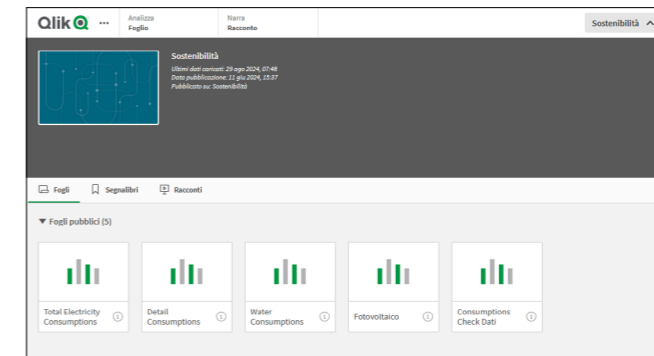 Qlik
Analizza
Foglio
Narra
Racconto
Sostenibilità
Sostenibilità
Ultimi dati caricati: 29 ago 2024, 07:48
Data pubblicazione: 11 giu 2024, 15:37
Pubblicato su: Sostenibilità
Fogli
Segnalibri
Racconti
Fogli pubblici (5)
Total Electricity
Consumptions
Detail
Consumptions
Water
Consumptions
Fotovoltaico
Consumptions
Check Dati